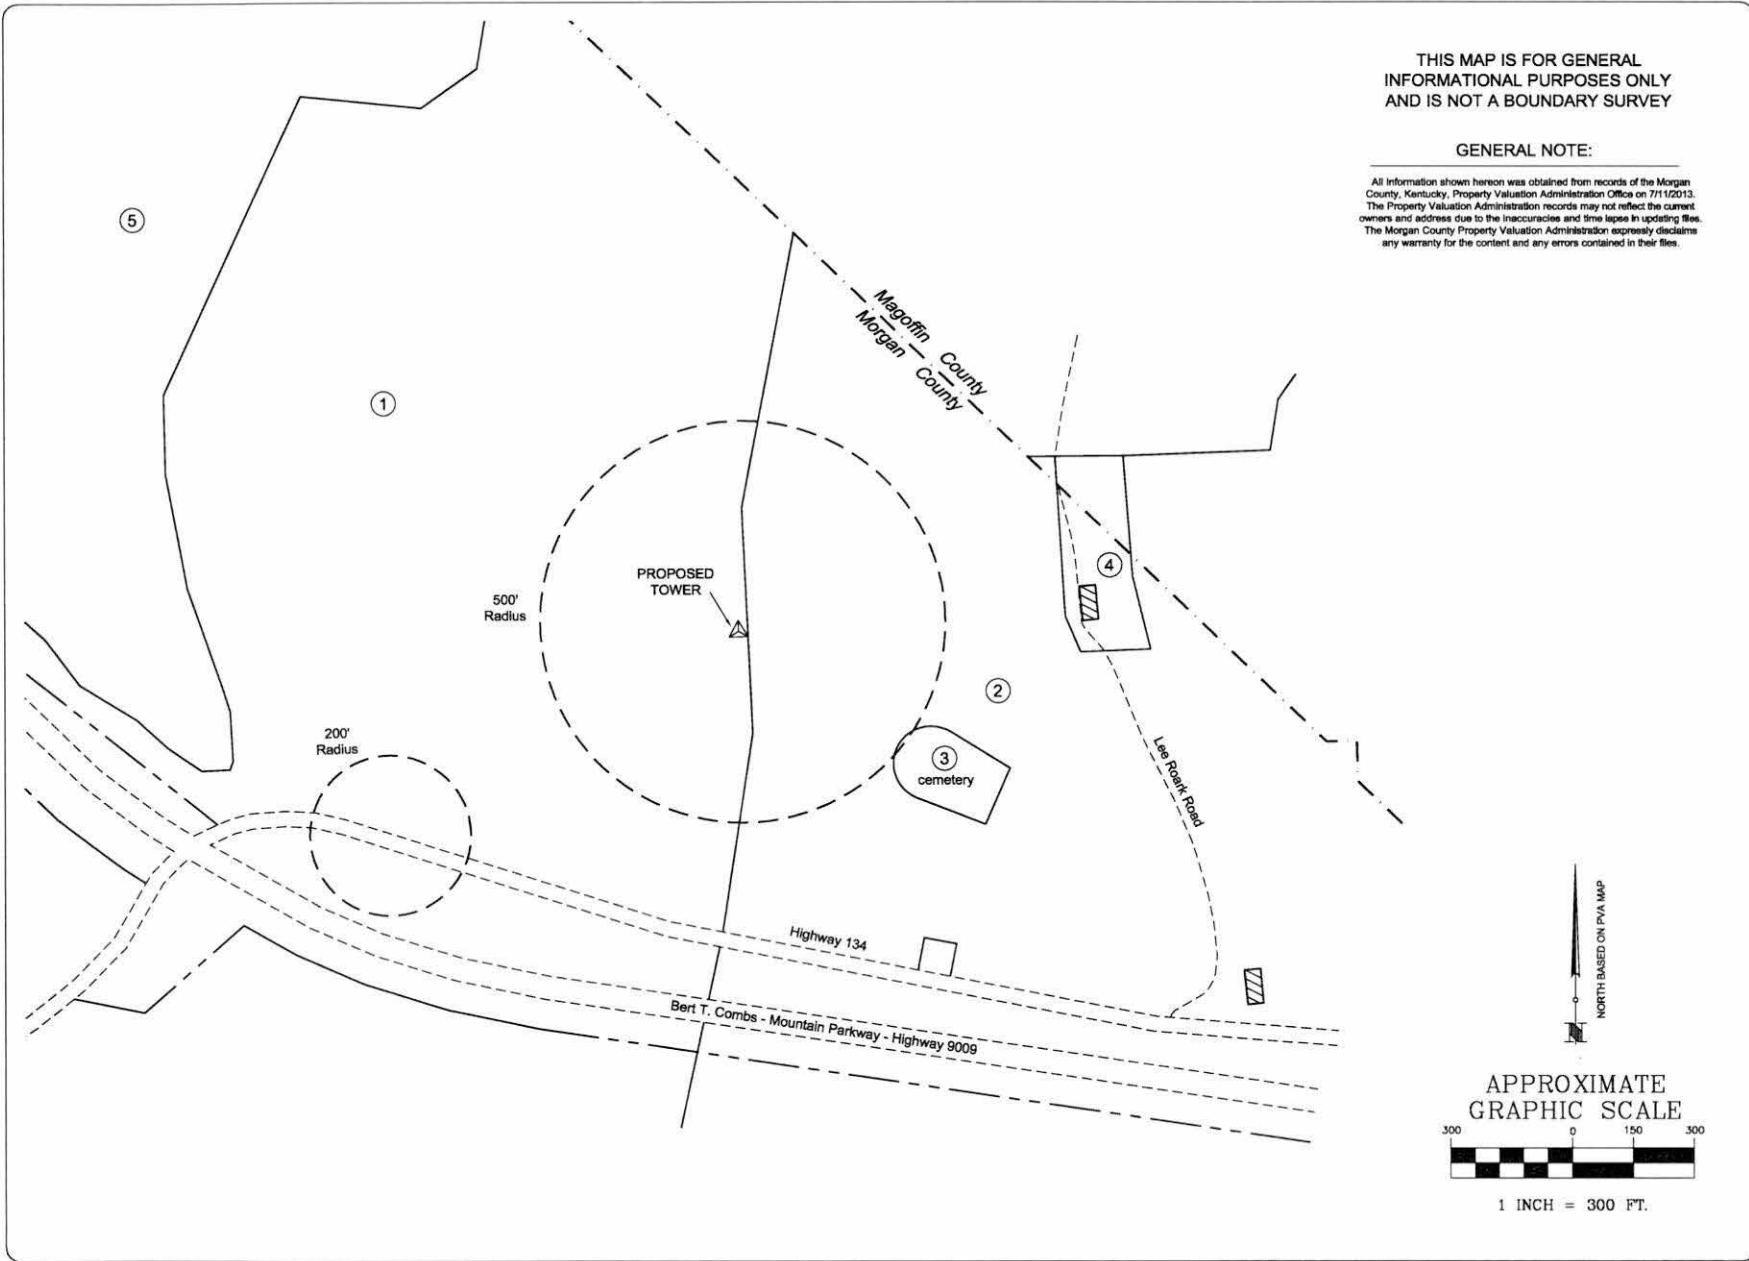 THIS MAP IS FOR GENERAL
INFORMATIONAL PURPOSES ONLY
AND IS NOT A BOUNDARY SURVEY
GENERAL NOTE:
All Information shown hereon was obtained from records of the Morgan
County, Kentucky, Property Valuation Administration Office on 7/11/2013.
The Property Valuation Administration records may not reflect the current
owners and address due to the inaccuracies and time lapse in updating files.
The Morgan County Property Valuation Administration expressly disclaims
any warranty for the content and any errors contained in their files.
5
1
Magoffin County
Morgan County
4
PROPOSED
TOWER
500'
Radius
2
200'
Radius
3
cemetery
Lee Roark Road
Highway 134
Bert T. Combs - Mountain Parkway - Highway 9009
NORTH BASED ON PVA MAP
N
APPROXIMATE
GRAPHIC SCALE
300 0 150 300
1 INCH = 300 FT.